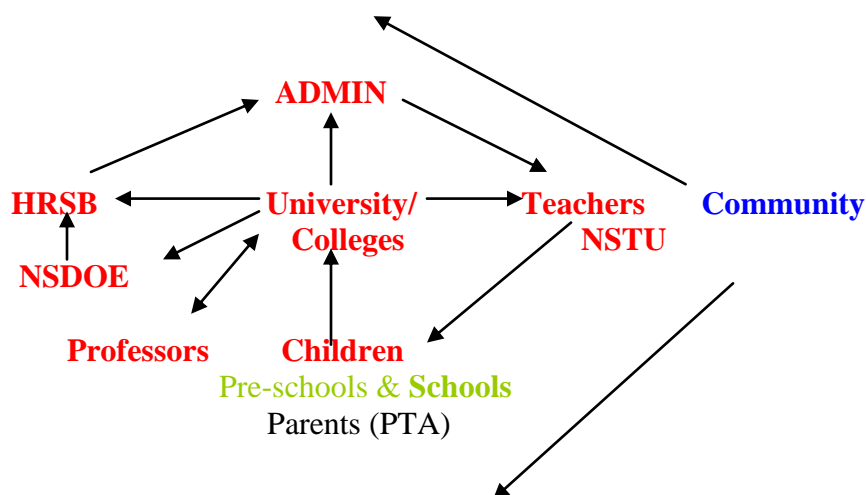 ADMIN
HRSB University/ Teachers Community
Colleges NSTU
NSDOE
Professors Children
Pre-schools & Schools
Parents (PTA)